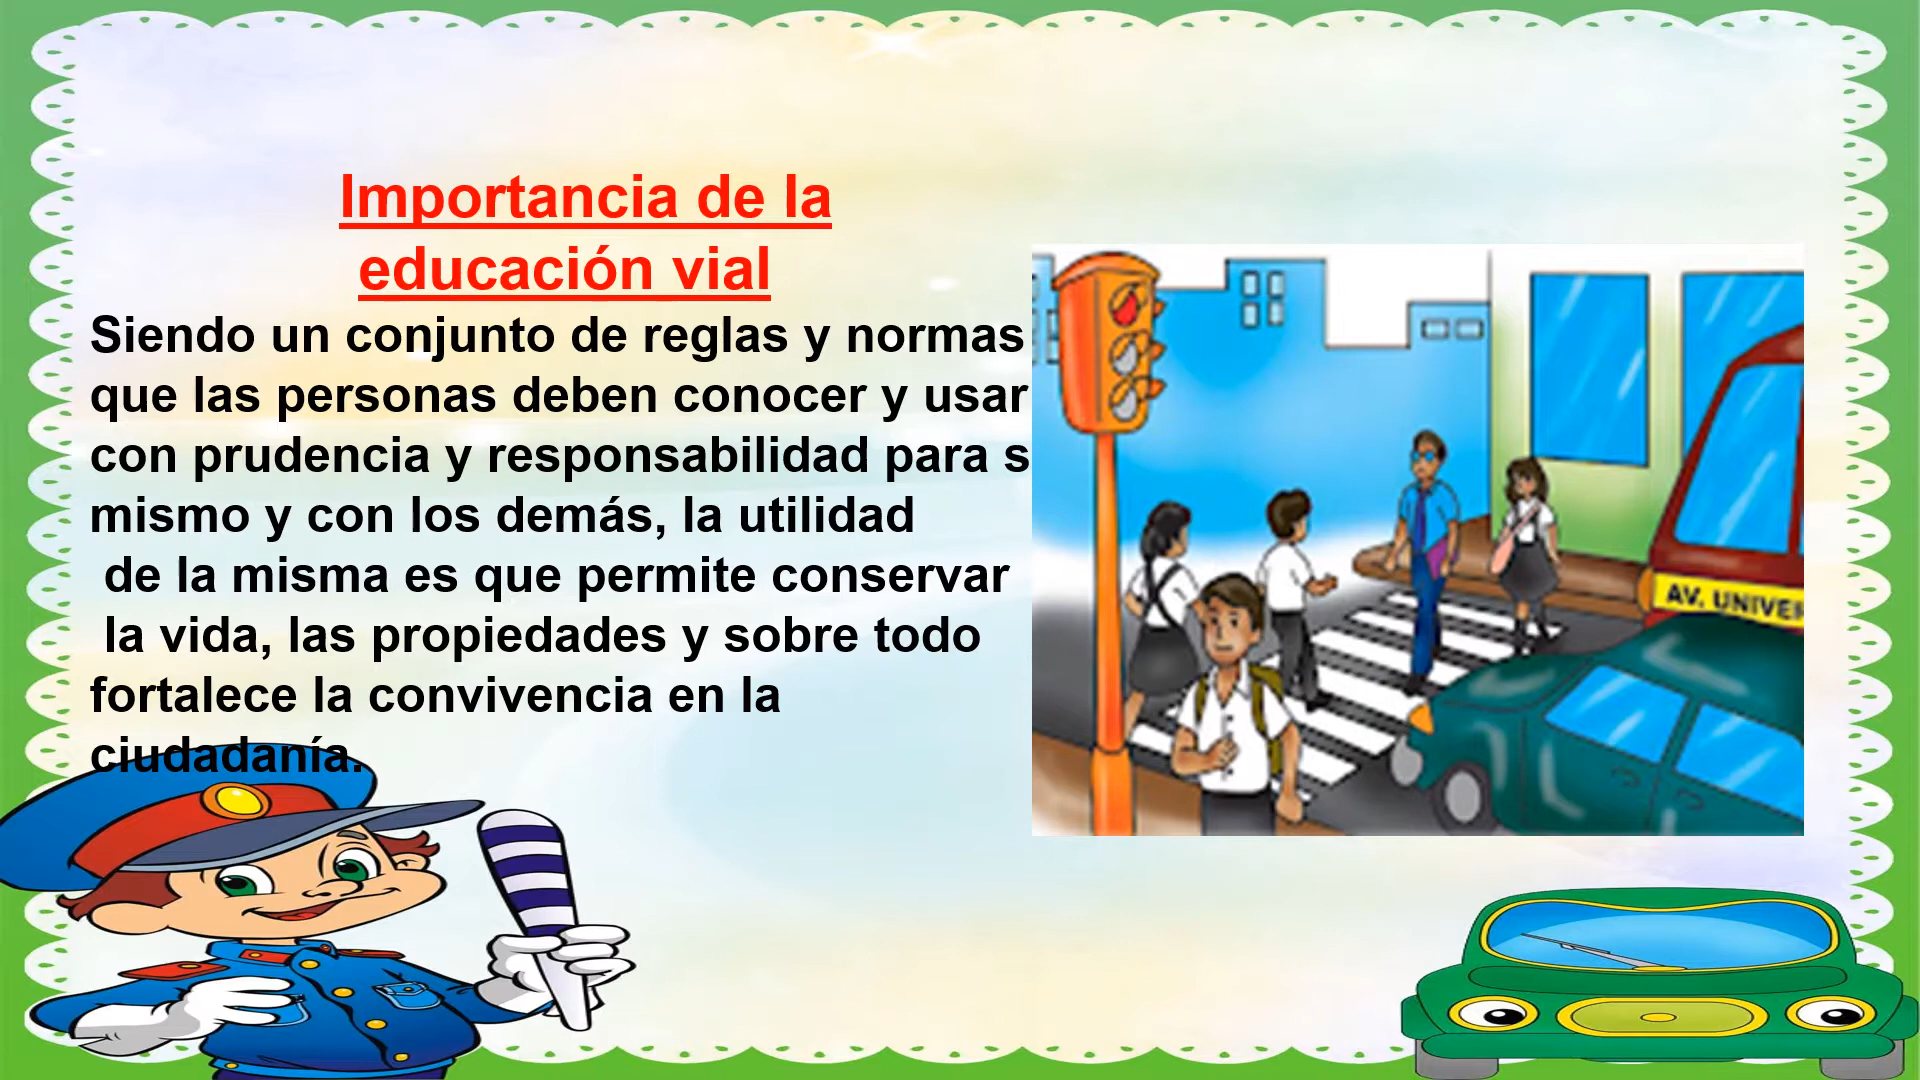 Importancia de la
educación vial
Siendo un conjunto de reglas y normas
que las personas deben conocer y usar
con prudencia y responsabilidad para s
mismo y con los demás, la utilidad
de la misma es que permite conservar
la vida, las propiedades y sobre todo
fortalece la convivencia en la
ciudadanía.
AV. UNIVER